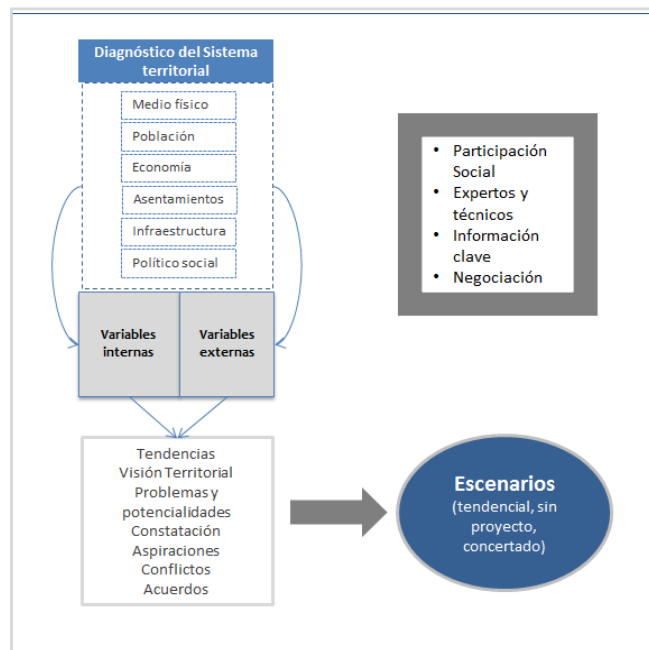 Diagnóstico del Sistema
territorial
Medio físico
Población
Economía
Asentamientos
Infraestructura
Político social
Variables
internas
Variables
externas
• Participación
Social
• Expertos y
técnicos
• Información
clave
• Negociación
Tendencias
Visión Territorial
Problemas y
potencialidades
Constatación
Aspiraciones
Conflictos
Acuerdos
Escenarios
(tendencial, sin
proyecto,
concertado)